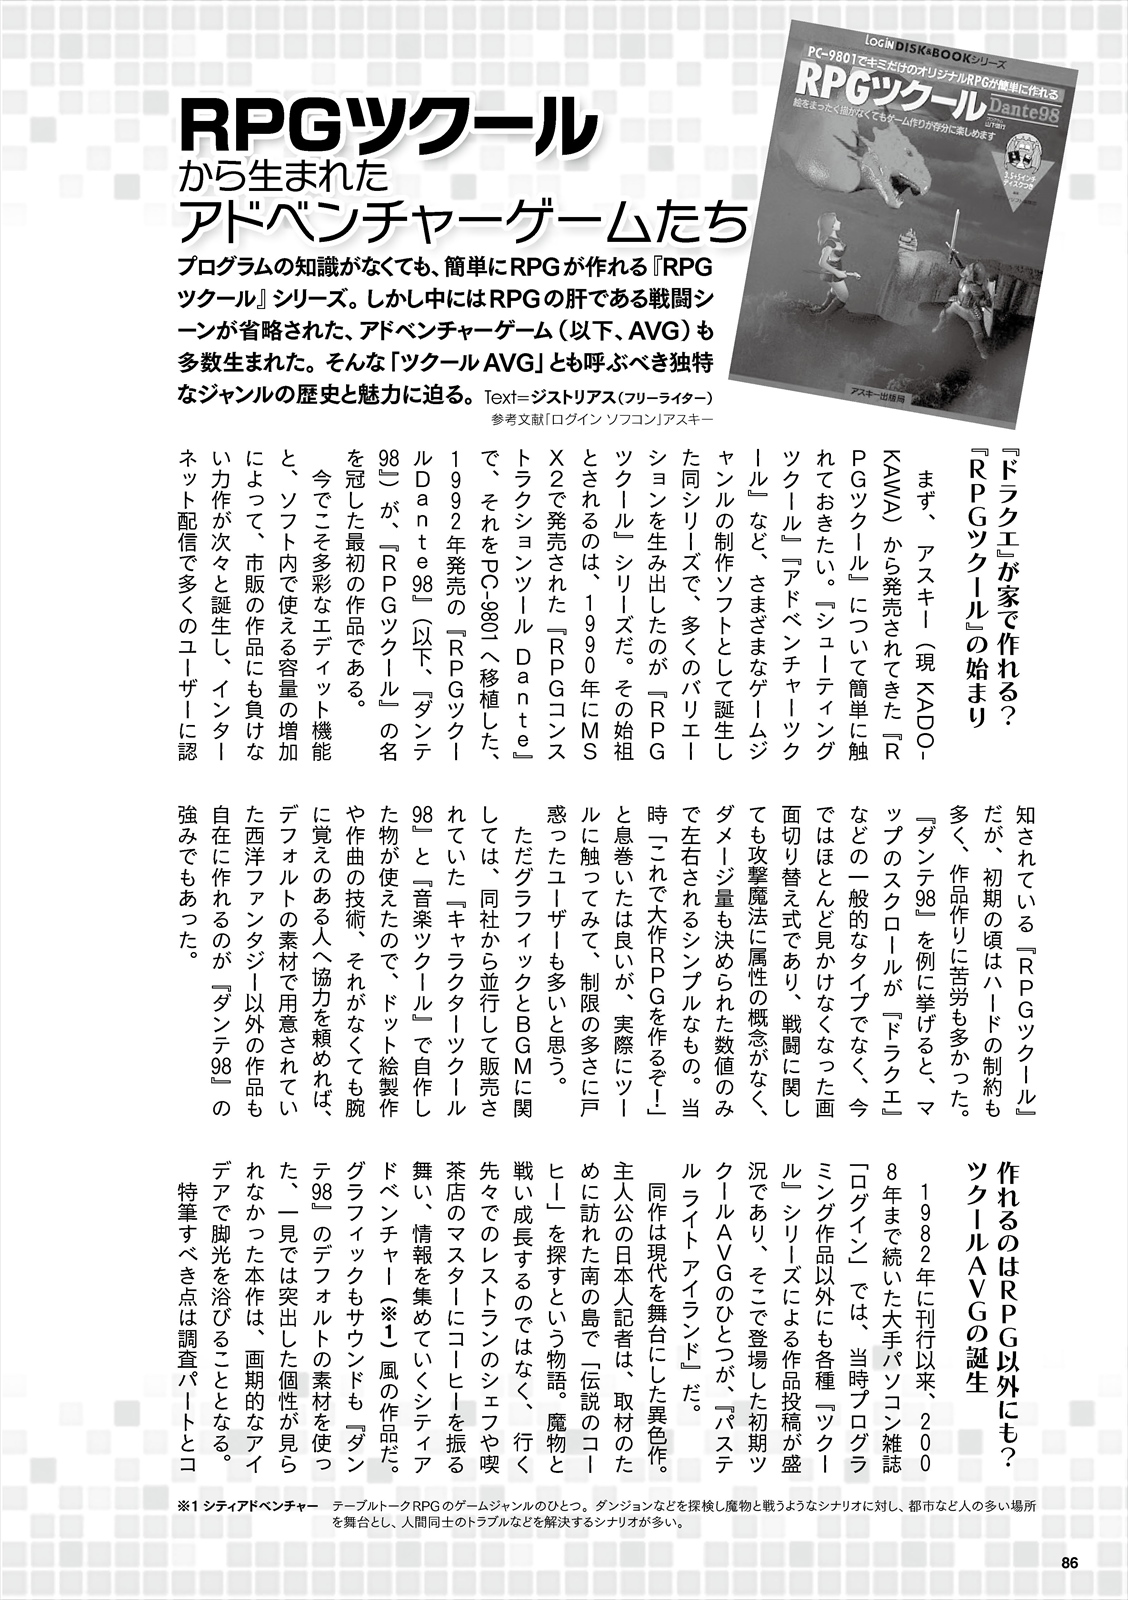 RPGツクール
から生まれた
アドベンチャーゲームたち
プログラムの知識がなくても、簡単にRPGが作れる『RPG
ツクール』シリーズ。しかし中にはRPGの肝である戦闘シ
ーンが省略された、アドベンチャーゲーム（以下、AVG）も
多数生まれた。そんな「ツクールAVG」とも呼ぶべき独特
なジャンルの歴史と魅力に迫る。 Text=ジストリアス（フリーライター）
参考文献「ログイン ソフコン」アスキー
LOGiN DISK&BOOKシリーズ
PC-9801でキミだけのオリジナルRPGが簡単に作れる
RPGツクール
Dante98
絵をまったく描かなくてもゲーム作りが存分に楽しめます
3.5+5インチ
ディスクつき
アスキー出版局
『ドラクエ』が家で作れる？
『RPGツクール』の始まり
まず、アスキー（現 KADO-
KAWA）から発売されてきた『R
PGツクール』について簡単に触
れておきたい。『シューティング
ツクール』『アドベンチャーツク
ール』など、さまざまなゲームジ
ャンルの制作ソフトとして誕生し
た同シリーズで、多くのバリエー
ションを生み出したのが『RPG
ツクール』シリーズだ。その始祖
とされるのは、1990年にMS
X2で発売された『RPGコンス
トラクションツール Dante』
で、それをPC-9801へ移植した、
1992年発売の『RPGツクー
ルDante98』（以下、『ダンテ
98』）が、『RPGツクール』の名
を冠した最初の作品である。
今でこそ多彩なエディット機能
と、ソフト内で使える容量の増加
によって、市販の作品にも負けな
い力作が次々と誕生し、インター
ネット配信で多くのユーザーに認
知されている『RPGツクール』
だが、初期の頃はハードの制約も
多く、作品作りに苦労も多かった。
『ダンテ98』を例に挙げると、マ
ップのスクロールが『ドラクエ』
などの一般的なタイプでなく、今
ではほとんど見かけなくなった画
面切り替え式であり、戦闘に関し
ても攻撃魔法に属性の概念がなく、
ダメージ量も決められた数値のみ
で左右されるシンプルなもの。当
時「これで大作RPGを作るぞ！」
と息巻いたは良いが、実際にツー
ルに触ってみて、制限の多さに戸
惑ったユーザーも多いと思う。
ただグラフィックとBGMに関
しては、同社から並行して販売さ
れていた『キャラクターツクール
98』と『音楽ツクール』で自作し
た物が使えたので、ドット絵製作
や作曲の技術、それがなくても腕
に覚えのある人へ協力を頼めれば、
デフォルトの素材で用意されてい
た西洋ファンタジー以外の作品も
自在に作れるのが『ダンテ98』の
強みでもあった。
作れるのはRPG以外にも？
ツクールAVGの誕生
1982年に刊行以来、200
8年まで続いた大手パソコン雑誌
「ログイン」では、当時プログラ
ミング作品以外にも各種『ツクー
ル』シリーズによる作品投稿が盛
況であり、そこで登場した初期ツ
クールAVGのひとつが、『パステ
ル ライト アイランド』だ。
同作は現代を舞台にした異色作。
主人公の日本人記者は、取材のた
めに訪れた南の島で「伝説のコー
ヒー」を探すという物語。魔物と
戦い成長するのではなく、行く
先々でのレストランのシェフや喫
茶店のマスターにコーヒーを振る
舞い、情報を集めていくシティア
ドベンチャー（※1）風の作品だ。
グラフィックもサウンドも『ダン
テ98』のデフォルトの素材を使っ
た、一見では突出した個性が見ら
れなかった本作は、画期的なアイ
デアで脚光を浴びることとなる。
特筆すべき点は調査パートとコ
※1 シティアドベンチャー テーブルトークRPGのゲームジャンルのひとつ。ダンジョンなどを探検し魔物と戦うようなシナリオに対し、都市など人の多い場所
を舞台とし、人間同士のトラブルなどを解決するシナリオが多い。
86